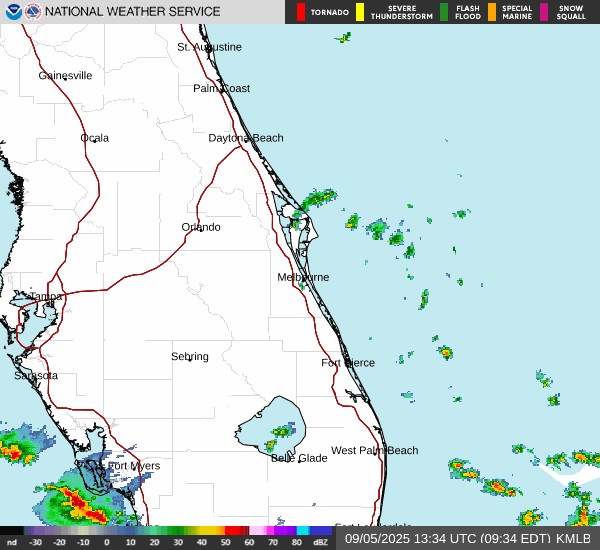 NATIONAL WEATHER SERVICE
TORNADO
SEVERE THUNDERSTORM
FLASH FLOOD
SPECIAL MARINE
SNOW SQUALL
St. Augustine
Gainesville
Palm Coast
Ocala
Daytona Beach
Orlando
Melbourne
Tampa
Sebring
Fort Pierce
Sarasota
West Palm Beach
Belle Glade
Fort Myers
nd -30 -20 -10 0 10 20 30 40 50 60 70 80 dBZ
09/05/2025 13:34 UTC (09:34 EDT) KMLB